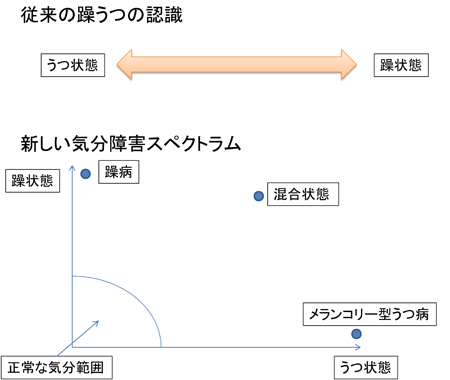 従来の躁うつの認識
うつ状態
躁状態
新しい気分障害スペクトラム
躁状態
躁病
混合状態
メランコリー型うつ病
正常な気分範囲
うつ状態